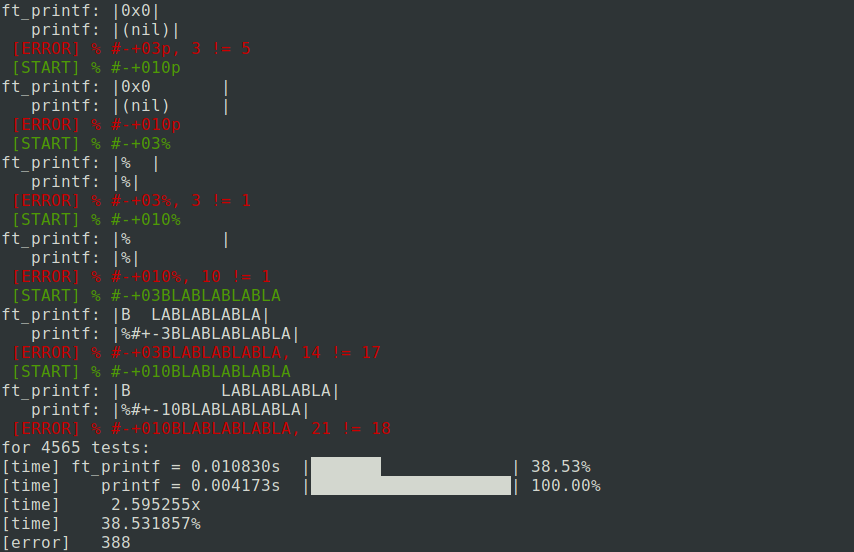 ft_printf: |0x0|
   printf: |(nil)|
 [ERROR] % #-+03p, 3 != 5
 [START] % #-+010p
ft_printf: |0x0       |
   printf: |(nil)     |
 [ERROR] % #-+010p
 [START] % #-+03%
ft_printf: |%  |
   printf: |%|
 [ERROR] % #-+03%, 3 != 1
 [START] % #-+010%
ft_printf: |%         |
   printf: |%|
 [ERROR] % #-+010%, 10 != 1
 [START] % #-+03BLABLABLABLA
ft_printf: |B  LABLABLABLA|
   printf: |%#+-3BLABLABLABLA|
 [ERROR] % #-+03BLABLABLABLA, 14 != 17
 [START] % #-+010BLABLABLABLA
ft_printf: |B         LABLABLABLA|
   printf: |%#+-10BLABLABLABLA|
 [ERROR] % #-+010BLABLABLABLA, 21 != 18
for 4565 tests:
[time] ft_printf = 0.010830s  |                    | 38.53%
[time]    printf = 0.004173s  |                    | 100.00%
[time]     2.595255x
[time]    38.531857%
[error]   388